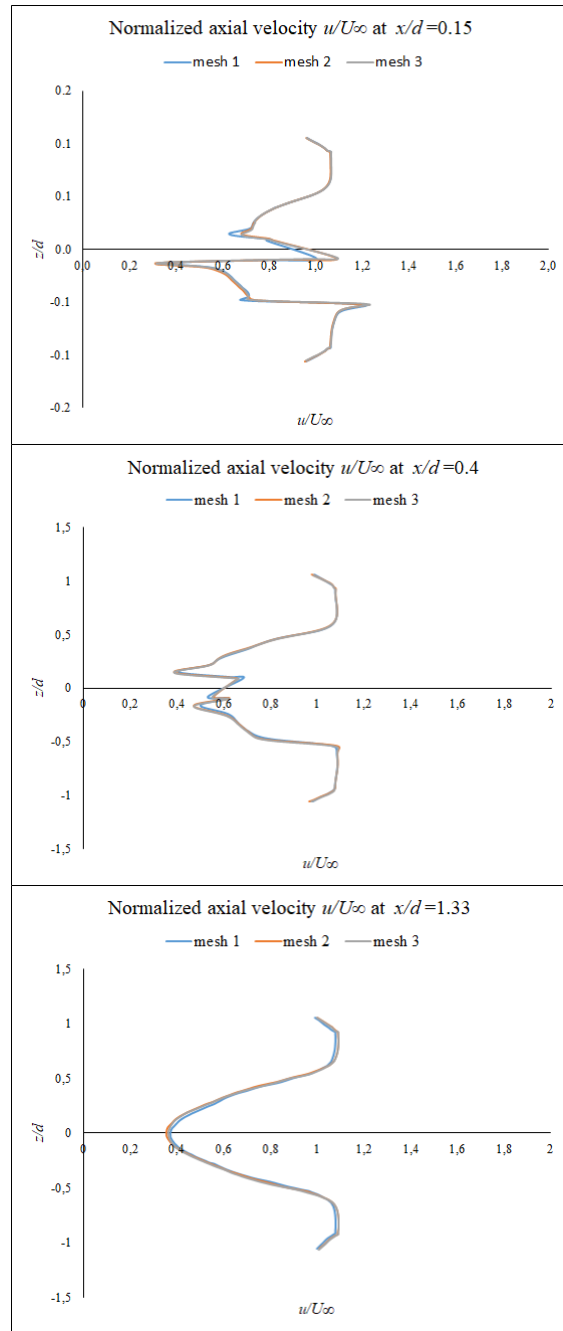 Normalized axial velocity u/U∞ at x/d =0.15
mesh 1 mesh 2 mesh 3
0.2
0.1
0.1
0.0
-0.1
-0.1
-0.2
z/d
0.0 0,2 0,4 0,6 0,8 1,0 1,2 1,4 1,6 1,8 2,0
u/U∞
Normalized axial velocity u/U∞ at x/d =0.4
mesh 1 mesh 2 mesh 3
1,5
1
0,5
0
-0,5
-1
-1,5
z/d
0 0,2 0,4 0,6 0,8 1 1,2 1,4 1,6 1,8 2
u/U∞
Normalized axial velocity u/U∞ at x/d =1.33
mesh 1 mesh 2 mesh 3
1,5
1
0,5
0
-0,5
-1
-1,5
z/d
0 0,2 0,4 0,6 0,8 1 1,2 1,4 1,6 1,8 2
u/U∞